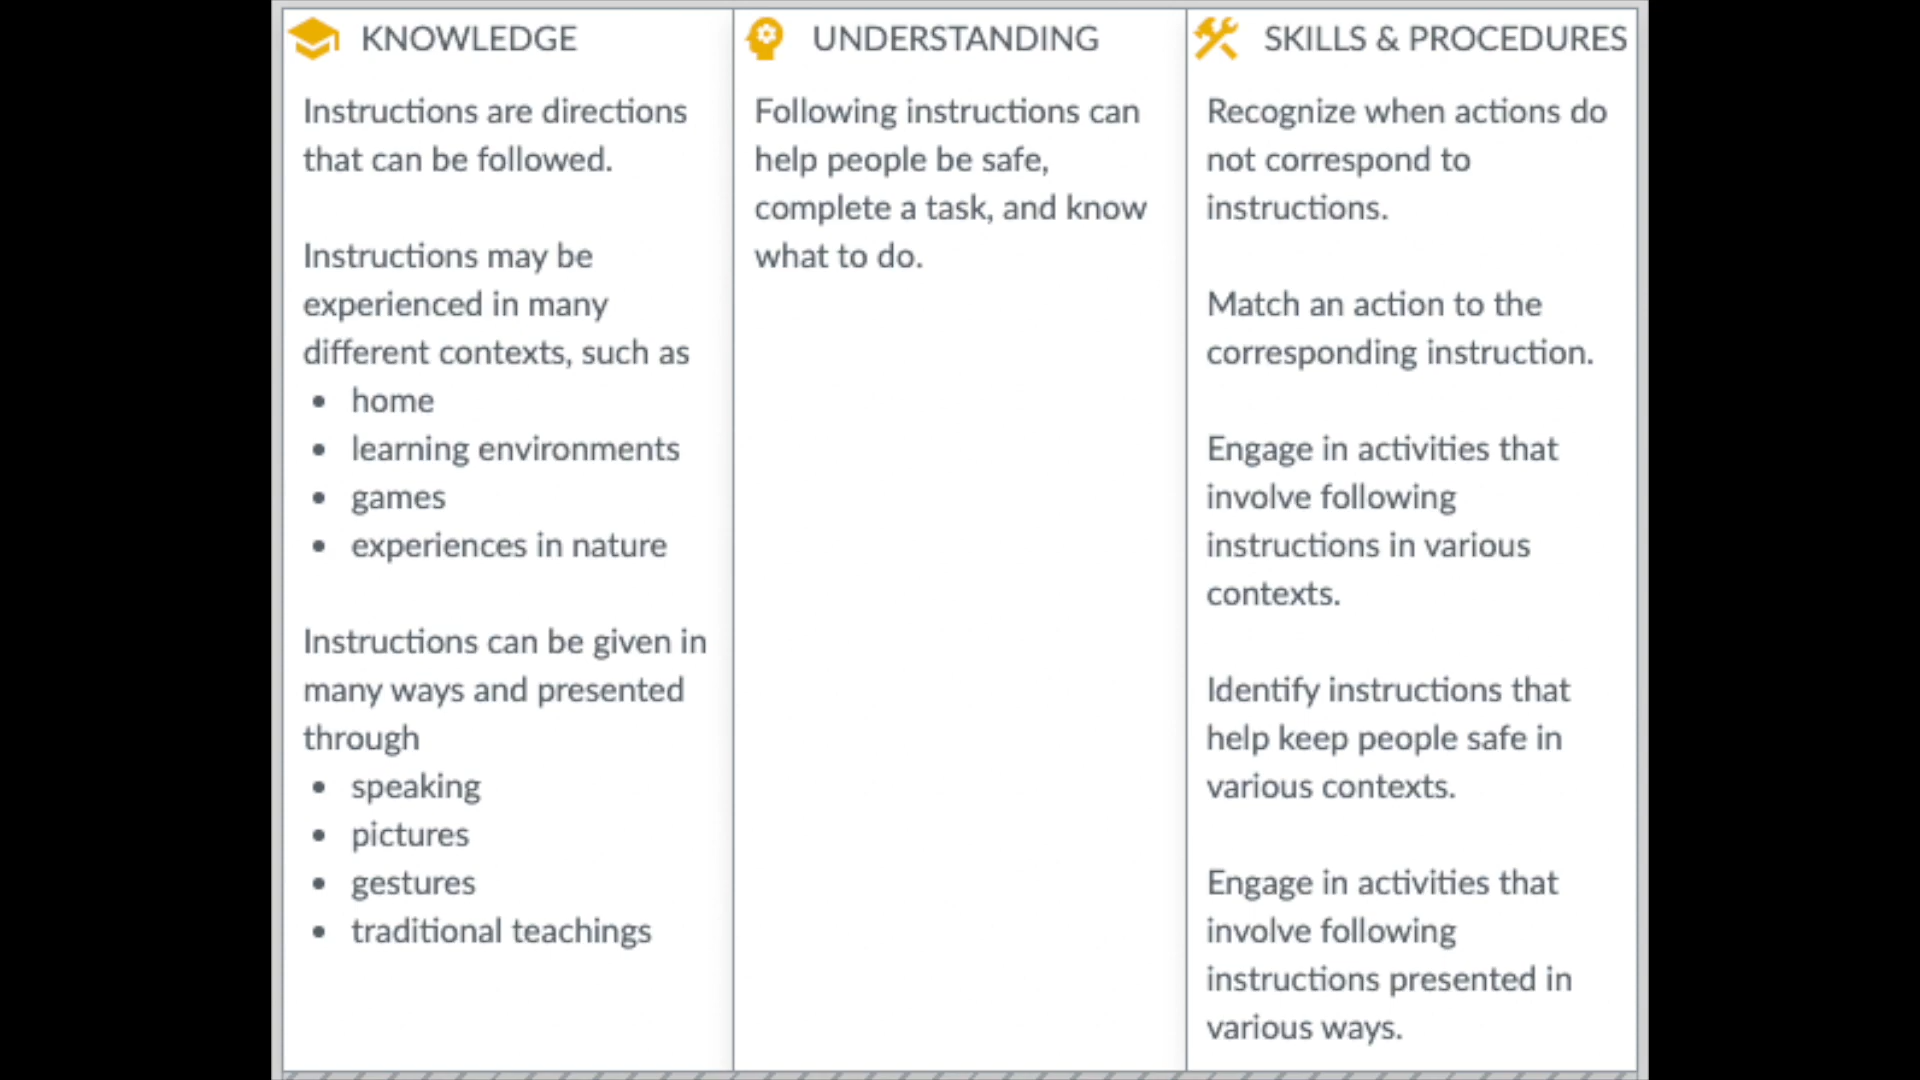 KNOWLEDGE
Instructions are directions
that can be followed.
Instructions may be
experienced in many
different contexts, such as
• home
• learning environments
• games
• experiences in nature
Instructions can be given in
many ways and presented
through
• speaking
• pictures
• gestures
• traditional teachings
UNDERSTANDING
Following instructions can
help people be safe,
complete a task, and know
what to do.
SKILLS & PROCEDURES
Recognize when actions do
not correspond to
instructions.
Match an action to the
corresponding instruction.
Engage in activities that
involve following
instructions in various
contexts.
Identify instructions that
help keep people safe in
various contexts.
Engage in activities that
involve following
instructions presented in
various ways.